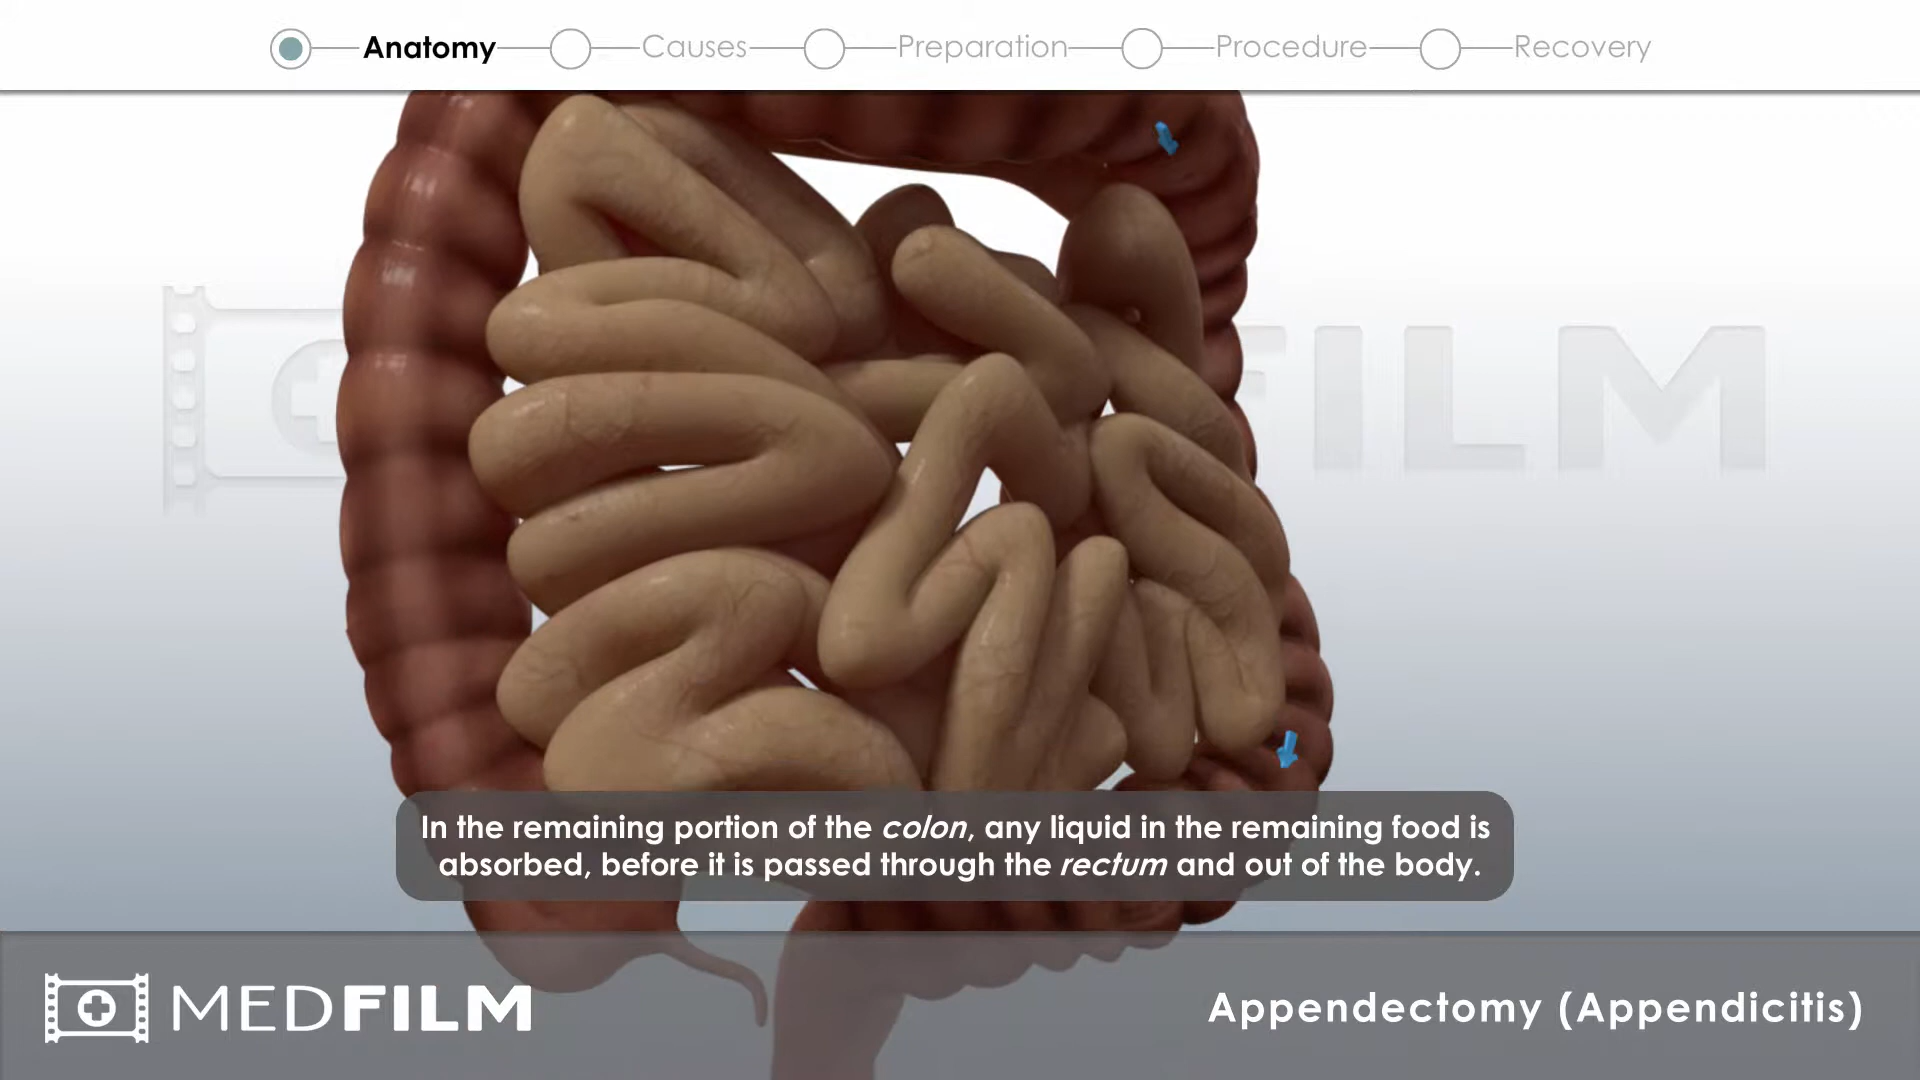 Anatomy Causes Preparation Procedure Recovery
FILM
In the remaining portion of the colon, any liquid in the remaining food is
absorbed, before it is passed through the rectum and out of the body.
MEDFILM
Appendectomy (Appendicitis)